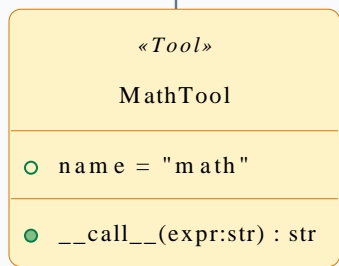 «Tool»
MathTool
name = "math"
__call__(expr:str) : str